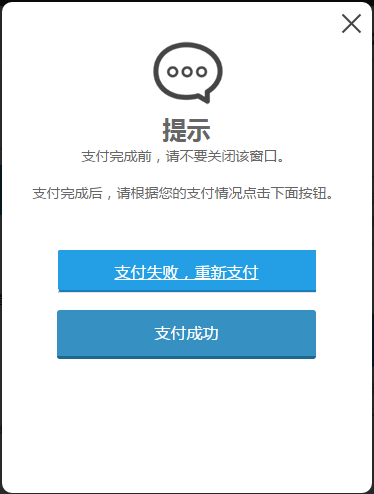 提示
支付完成前，请不要关闭该窗口。
支付完成后，请根据您的支付情况点击下面按钮。
支付失败，重新支付
支付成功